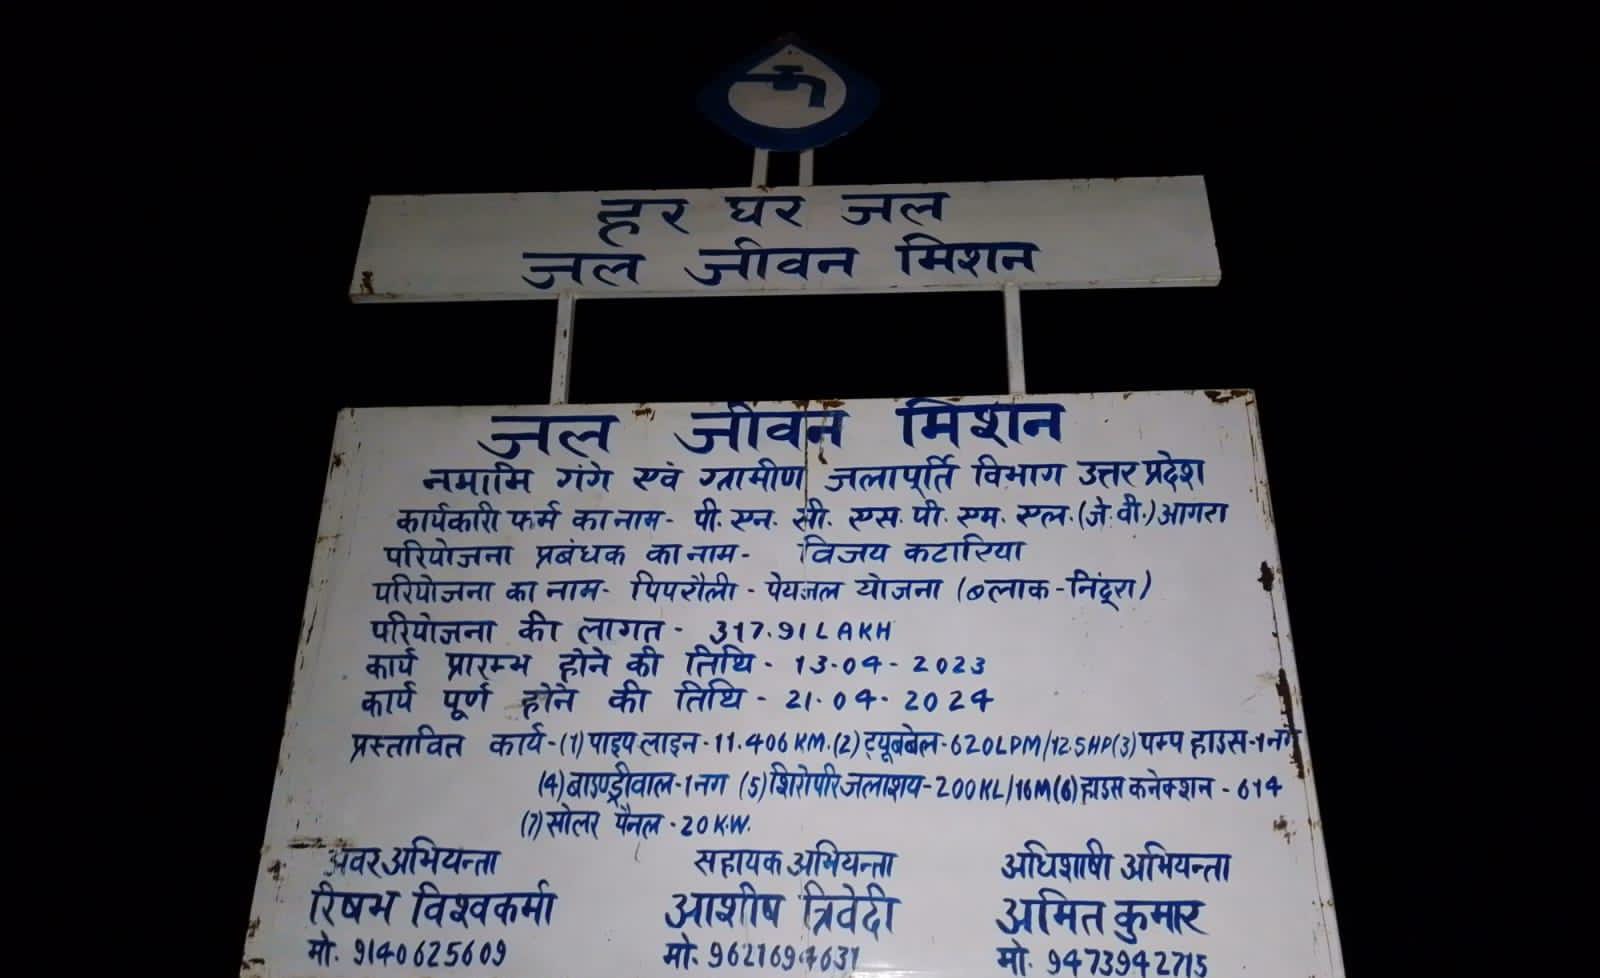 हर घर जल
जल जीवन मिशन
जल जीवन मिशन
नमामि गंगे एवं ग्रामीण जलापूर्ति विभाग उत्तर प्रदेश
कार्यकारी फर्म का नाम- पी. एन. सी. एस. पी. एम. एल. (जे. वी.) आगरा
परियोजना प्रबंधक का नाम- विजय कटारिया
परियोजना का नाम- पिपरौली - पेयजल योजना (ब्लाक - निंदूरा)
परियोजना की लागत - 317.91 LAKH
कार्य प्रारम्भ होने की तिथि - 13-04-2023
कार्य पूर्ण होने की तिथि - 21-04-2024
प्रस्तावित कार्य-(1) पाइप लाइन-11.406 KM.(2) ट्यूबबेल-620LPM/12.5HP(3) पम्प हाउस-1 नग
(4) बाउण्ड्रीवाल-1 नग (5) शिरोपरि जलाशय-200KL/16M(6) हाउस कनेक्शन - 614
(7) सोलर पैनल - 20 K.W.
अवर अभियन्ता सहायक अभियन्ता अधिशाषी अभियन्ता
रिषभ विश्वकर्मा आशीष त्रिवेदी अमित कुमार
मो. 9140625609 मो. मो. 9473942715